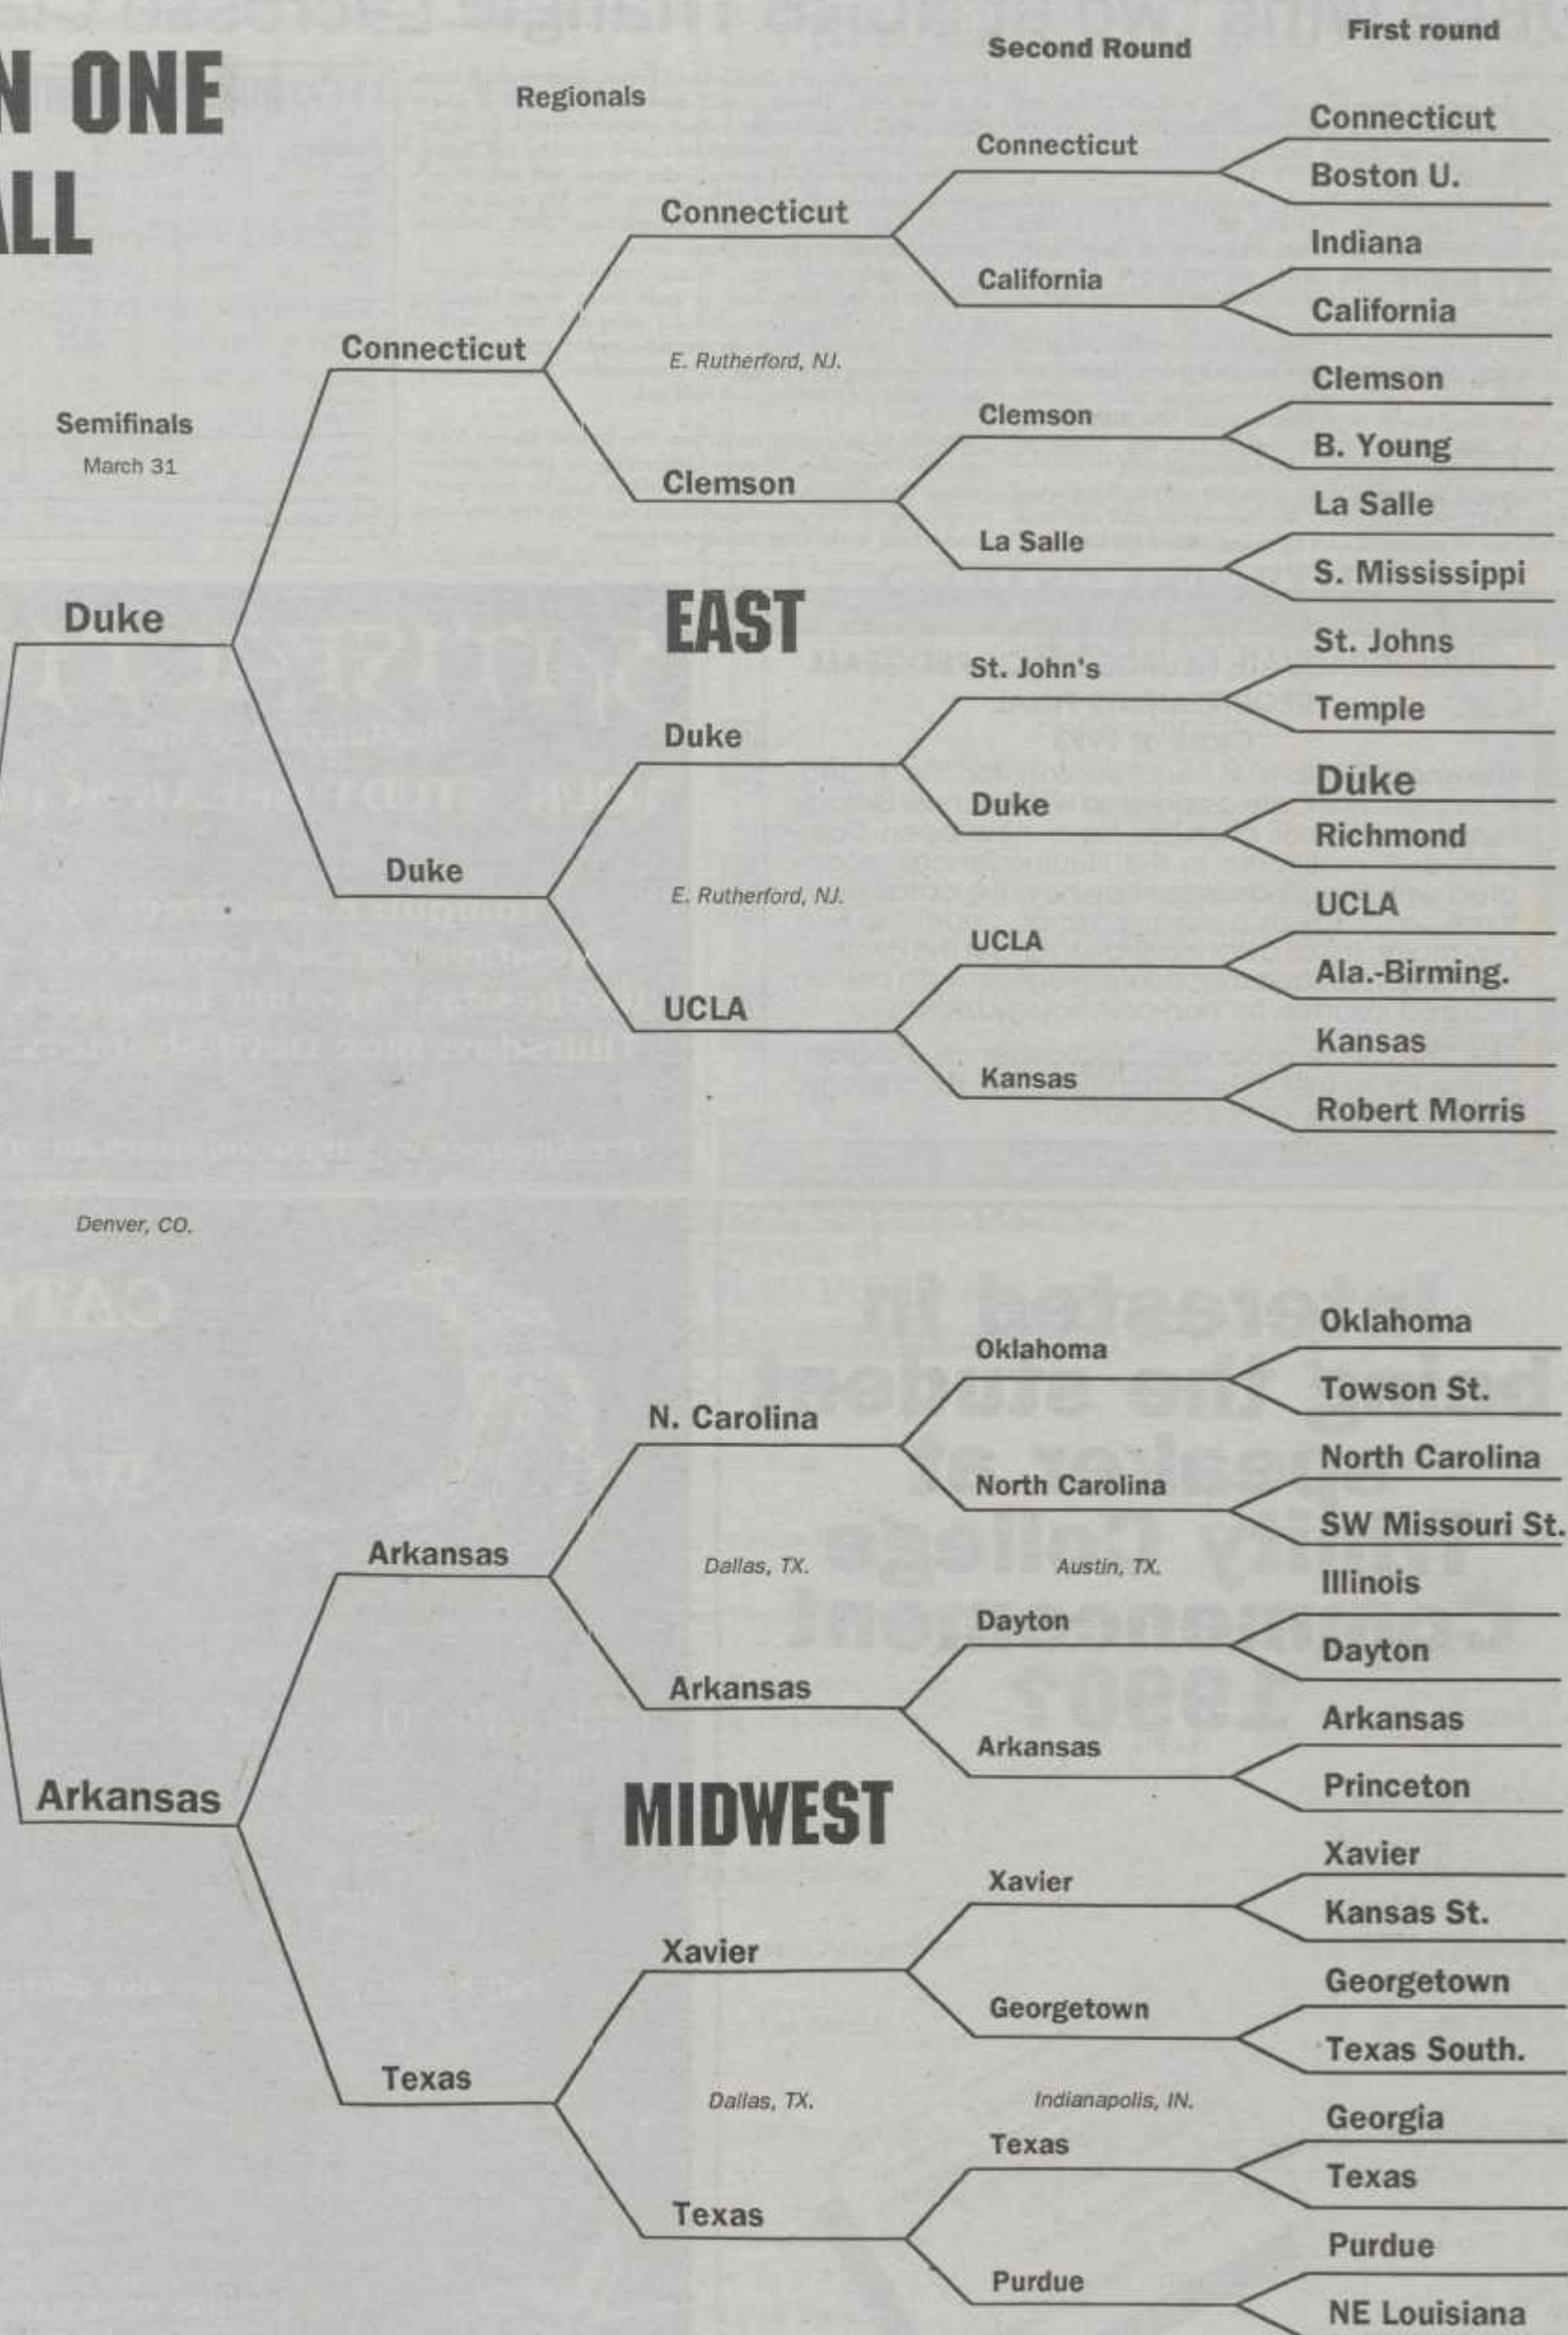 First round
Second Round
Regionals
N ONE
ALL
Connecticut
Boston U.
Indiana
California
Clemson
B. Young
La Salle
S. Mississippi
St. Johns
Temple
Duke
Richmond
UCLA
Ala.-Birming.
Kansas
Robert Morris
Connecticut
California
Clemson
La Salle
St. John's
Duke
UCLA
Kansas
Connecticut
E. Rutherford, NJ.
Clemson
EAST
Duke
E. Rutherford, NJ.
UCLA
Connecticut
Duke
Semifinals
March 31
Duke
Denver, CO.
Oklahoma
Towson St.
North Carolina
SW Missouri St.
Illinois
Dayton
Arkansas
Princeton
Xavier
Kansas St.
Georgetown
Texas South.
Georgia
Texas
Purdue
NE Louisiana
Oklahoma
North Carolina
Austin, TX.
Dayton
Arkansas
Xavier
Georgetown
Indianapolis, IN.
Texas
Purdue
N. Carolina
Dallas, TX.
Arkansas
MIDWEST
Xavier
Dallas, TX.
Texas
Arkansas
Texas
Arkansas